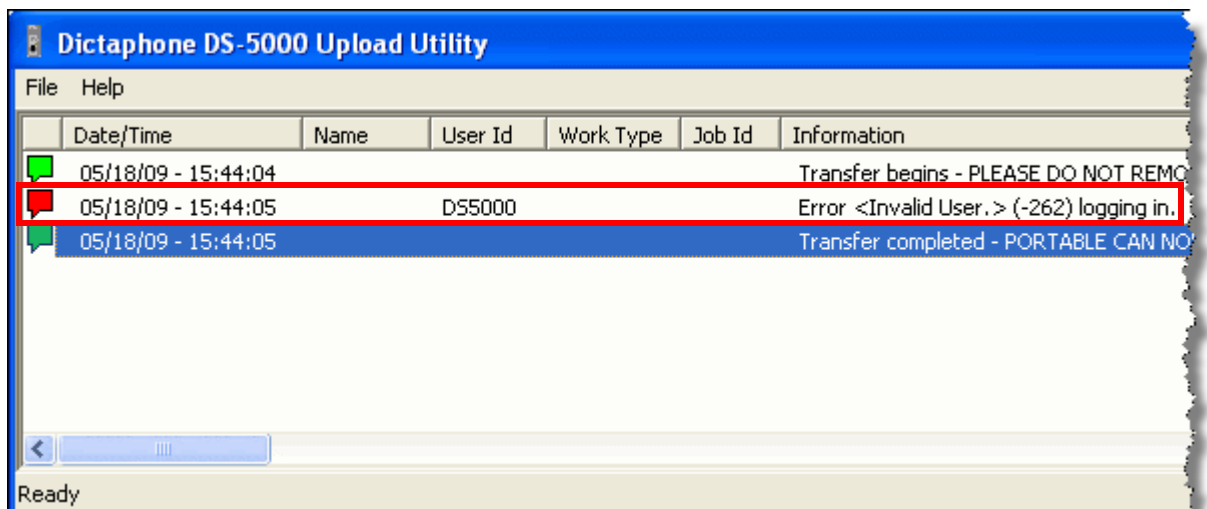 Dictaphone DS-5000 Upload Utility
File Help
Date/Time Name User Id Work Type Job Id Information
05/18/09 - 15:44:04 Transfer begins - PLEASE DO NOT REMO
05/18/09 - 15:44:05 DS5000 Error <Invalid User.> (-262) logging in.
05/18/09 - 15:44:05 Transfer completed - PORTABLE CAN NO
Ready